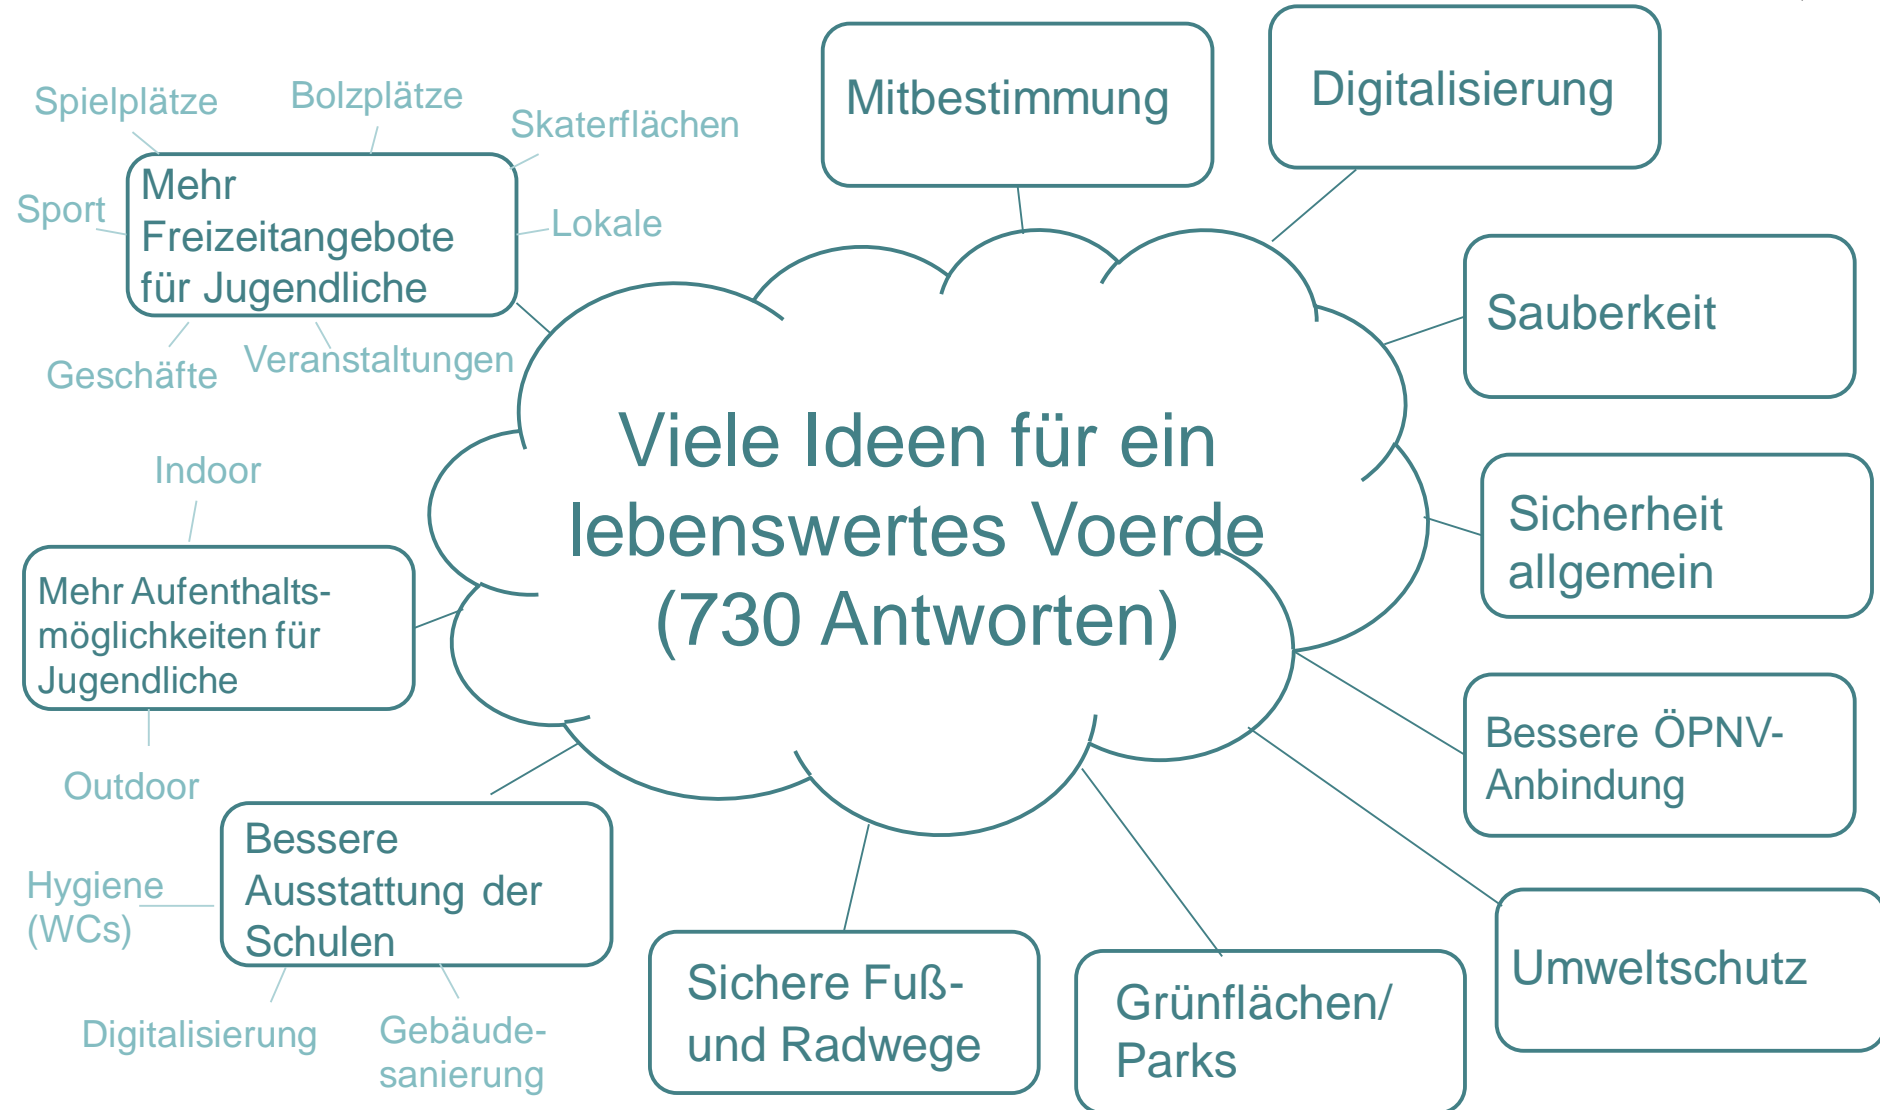 Mitbestimmung
Digitalisierung
Spielplätze
Bolzplätze
Skaterflächen
Sport
Mehr
Freizeitangebote
für Jugendliche
Lokale
Geschäfte
Veranstaltungen
Sauberkeit
Viele Ideen für ein
lebenswertes Voerde
(730 Antworten)
Indoor
Mehr Aufenthalts-
möglichkeiten für
Jugendliche
Outdoor
Sicherheit
allgemein
Bessere ÖPNV-
Anbindung
Bessere
Ausstattung der
Schulen
Hygiene
(WCs)
Digitalisierung
Gebäude-
sanierung
Sichere Fuß-
und Radwege
Grünflächen/
Parks
Umweltschutz